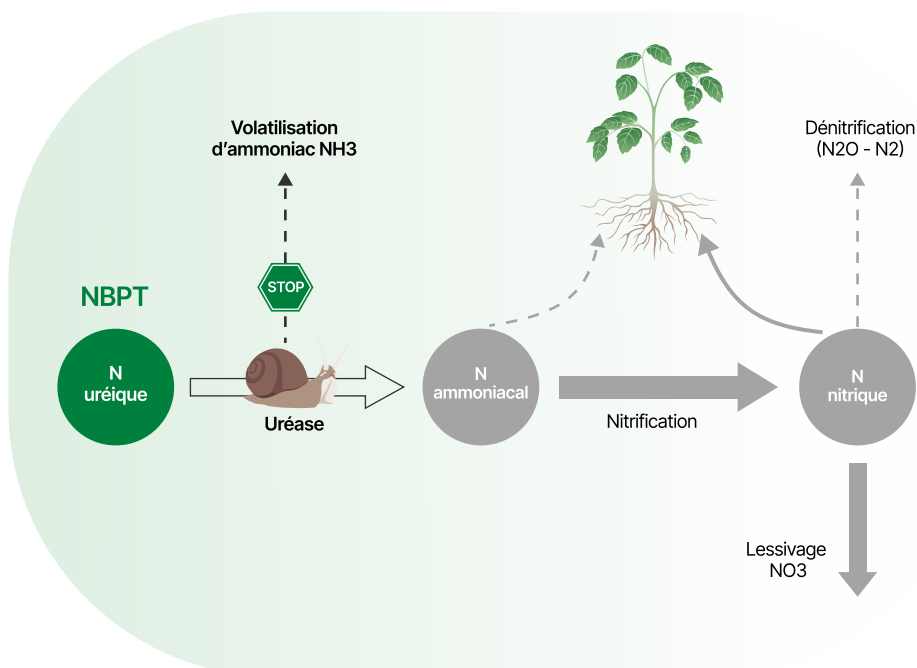 Volatilisation
d'ammoniac NH3
Dénitrification
(N2O - N2)
STOP
NBPT
N
uréique
Uréase
N
ammoniacal
Nitrification
N
nitrique
Lessivage
NO3